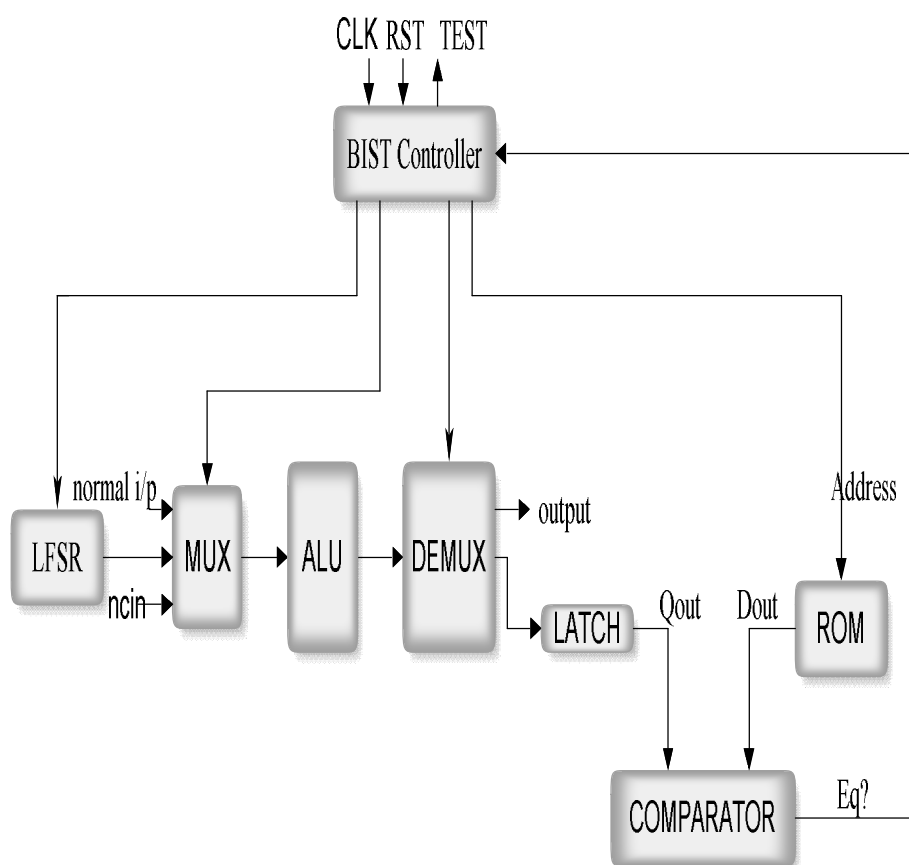 CLK RST TEST
BIST Controller
Address
normal i/p
output
LFSR
MUX
ALU
DEMUX
ncin
LATCH
Qout
Dout
ROM
COMPARATOR
Eq?